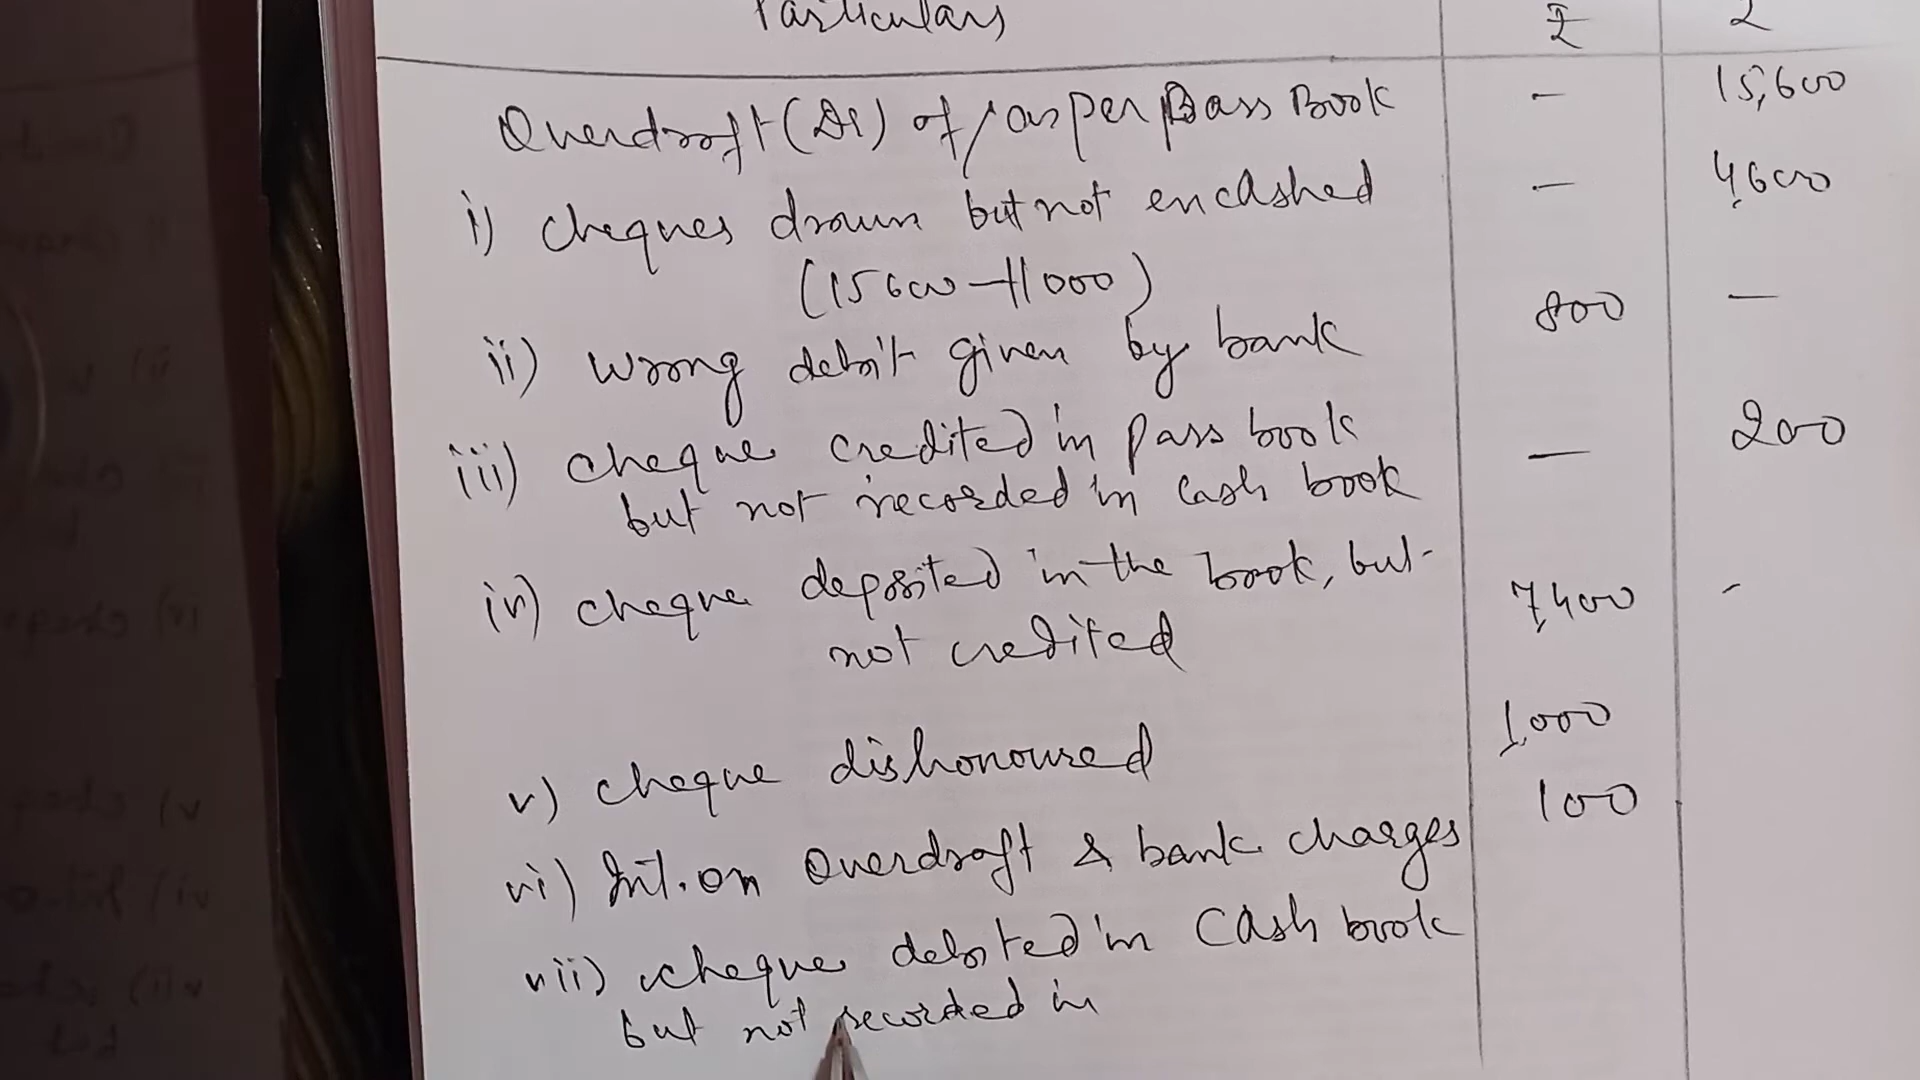 Particulars ₹ ₹
Overdraft (Dr) of/as per Pass Book - 15,600
i) cheques drawn but not encashed - 4,600
(15600-11000)
ii) wrong debit given by bank 800 -
iii) cheque credited in pass book - 200
but not recorded in cash book
iv) cheque deposited in the book, but 7,400 -
not credited
v) cheque dishonoured 1,000
vi) Int. on Overdraft & bank charges 100
vii) cheque debited in Cash book
but not recorded in